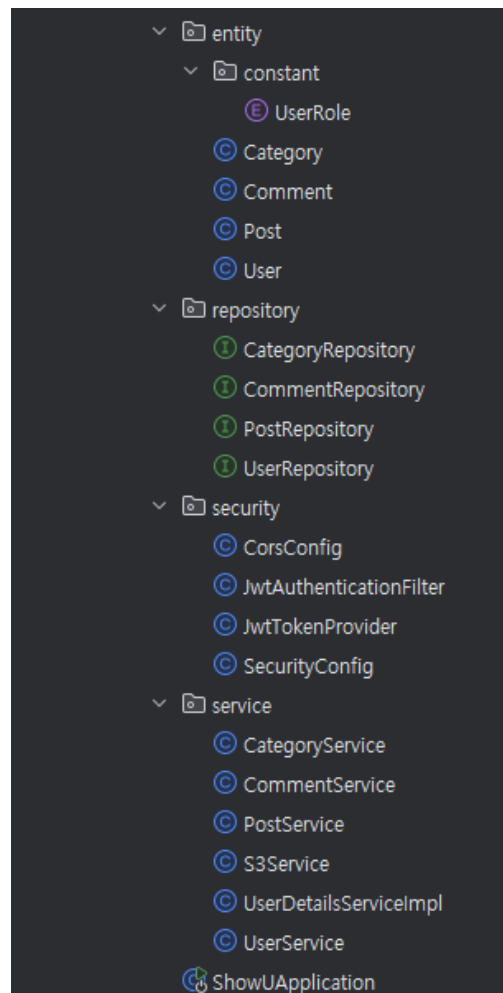 entity
constant
UserRole
Category
Comment
Post
User
repository
CategoryRepository
CommentRepository
PostRepository
UserRepository
security
CorsConfig
JwtAuthenticationFilter
JwtTokenProvider
SecurityConfig
service
CategoryService
CommentService
PostService
S3Service
UserDetailsServiceImpl
UserService
ShowUApplication